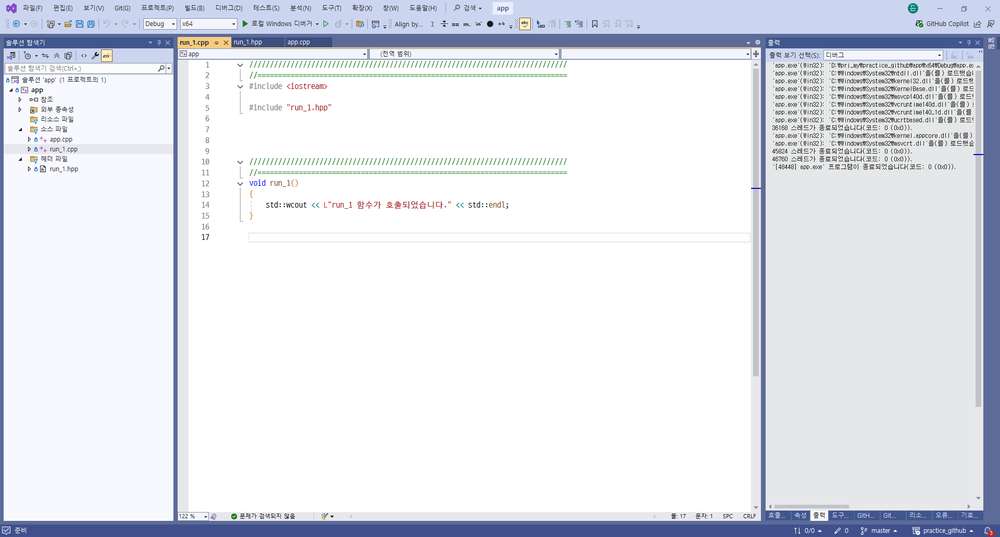 파일(F) 편집(E) 보기(V) Git(G) 프로젝트(P) 빌드(B) 디버그(D) 테스트(S) 분석(N) 도구(T) 확장(X) 창(W) 도움말(H) 검색 app
Debug x64 로컬 Windows 디버거 Align by... GitHub Copilot
솔루션 탐색기
솔루션 탐색기 검색(Ctrl+;)
솔루션 'app' (1 프로젝트의 1)
app
참조
외부 종속성
리소스 파일
소스 파일
app.cpp
run_1.cpp
헤더 파일
run_1.hpp
run_1.cpp run_1.hpp app.cpp
app (전역 범위)
1 /////////////////////////////////////////////////////////////////////////////
2 //===========================================================================
3 #include <iostream>
4
5 #include "run_1.hpp"
6
7
8
9
10 /////////////////////////////////////////////////////////////////////////////
11 //===========================================================================
12 void run_1()
13 {
14 std::wcout << L"run_1 함수가 호출되었습니다." << std::endl;
15 }
16
17
122 % 문제가 검색되지 않음 줄: 17 문자: 1 SPC CRLF
출력
출력 보기 선택(S): 디버그
'app.exe'(Win32): 'D:₩prj_my₩practice_github₩app₩x64₩Debug₩app.ex
'app.exe'(Win32): 'C:₩Windows₩System32₩ntdll.dll'을(를) 로드했습니
'app.exe'(Win32): 'C:₩Windows₩System32₩kernel32.dll'을(를) 로드했
'app.exe'(Win32): 'C:₩Windows₩System32₩KernelBase.dll'을(를) 로드
'app.exe'(Win32): 'C:₩Windows₩System32₩msvcp140d.dll'을(를) 로드
'app.exe'(Win32): 'C:₩Windows₩System32₩vcruntime140d.dll'을(를)
'app.exe'(Win32): 'C:₩Windows₩System32₩vcruntime140_1d.dll'을(를
'app.exe'(Win32): 'C:₩Windows₩System32₩ucrtbased.dll'을(를) 로드
36168 스레드가 종료되었습니다(코드: 0 (0x0)).
'app.exe'(Win32): 'C:₩Windows₩System32₩kernel.appcore.dll'을(를)
'app.exe'(Win32): 'C:₩Windows₩System32₩msvcrt.dll'을(를) 로드했습
45824 스레드가 종료되었습니다(코드: 0 (0x0)).
46760 스레드가 종료되었습니다(코드: 0 (0x0)).
'[48448] app.exe' 프로그램이 종료되었습니다(코드: 0 (0x0)).
호출... 속성 출력 도구... GitH... Git... 리소... 오류... 기호...
알림
준비 0/0 0 master practice_github 3